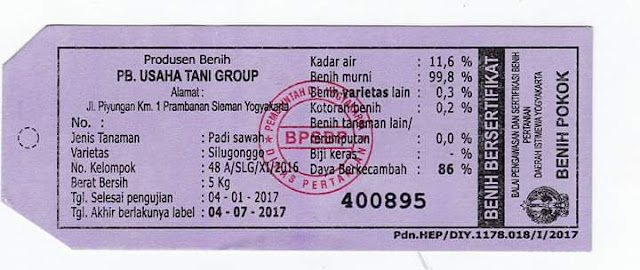 Produsen Benih
PB. USAHA TANI GROUP
Alamat :
Jl. Piyungan Km. 1 Prambanan Sleman Yogyakarta
No. :
Jenis Tanaman : Padi sawah
Varietas : Silugonggo
No. Kelompok : 48 A/SLG/XI/2016
Berat Bersih : 5 Kg
Tgl. Selesai pengujian : 04 - 01 - 2017
Tgl. Akhir berlakunya label : 04 - 07 - 2017
Kadar air : 11,6 %
Benih murni : 99,8 %
Benih varietas lain : 0,3 %
Kotoran benih : 0,2 %
Benih tanaman lain/
rerumputan : 0,0 %
Biji keras : - %
Daya Berkecambah : 86 %
400895
BPSBP
DINAS PERTANIAN
BENIH BERSERTIFIKAT
BALAI PENGAWASAN DAN SERTIFIKASI BENIH
PERTANIAN
DAERAH ISTIMEWA YOGYAKARTA
BENIH POKOK
Pdn.HEP/DIY.1178.018/I/2017